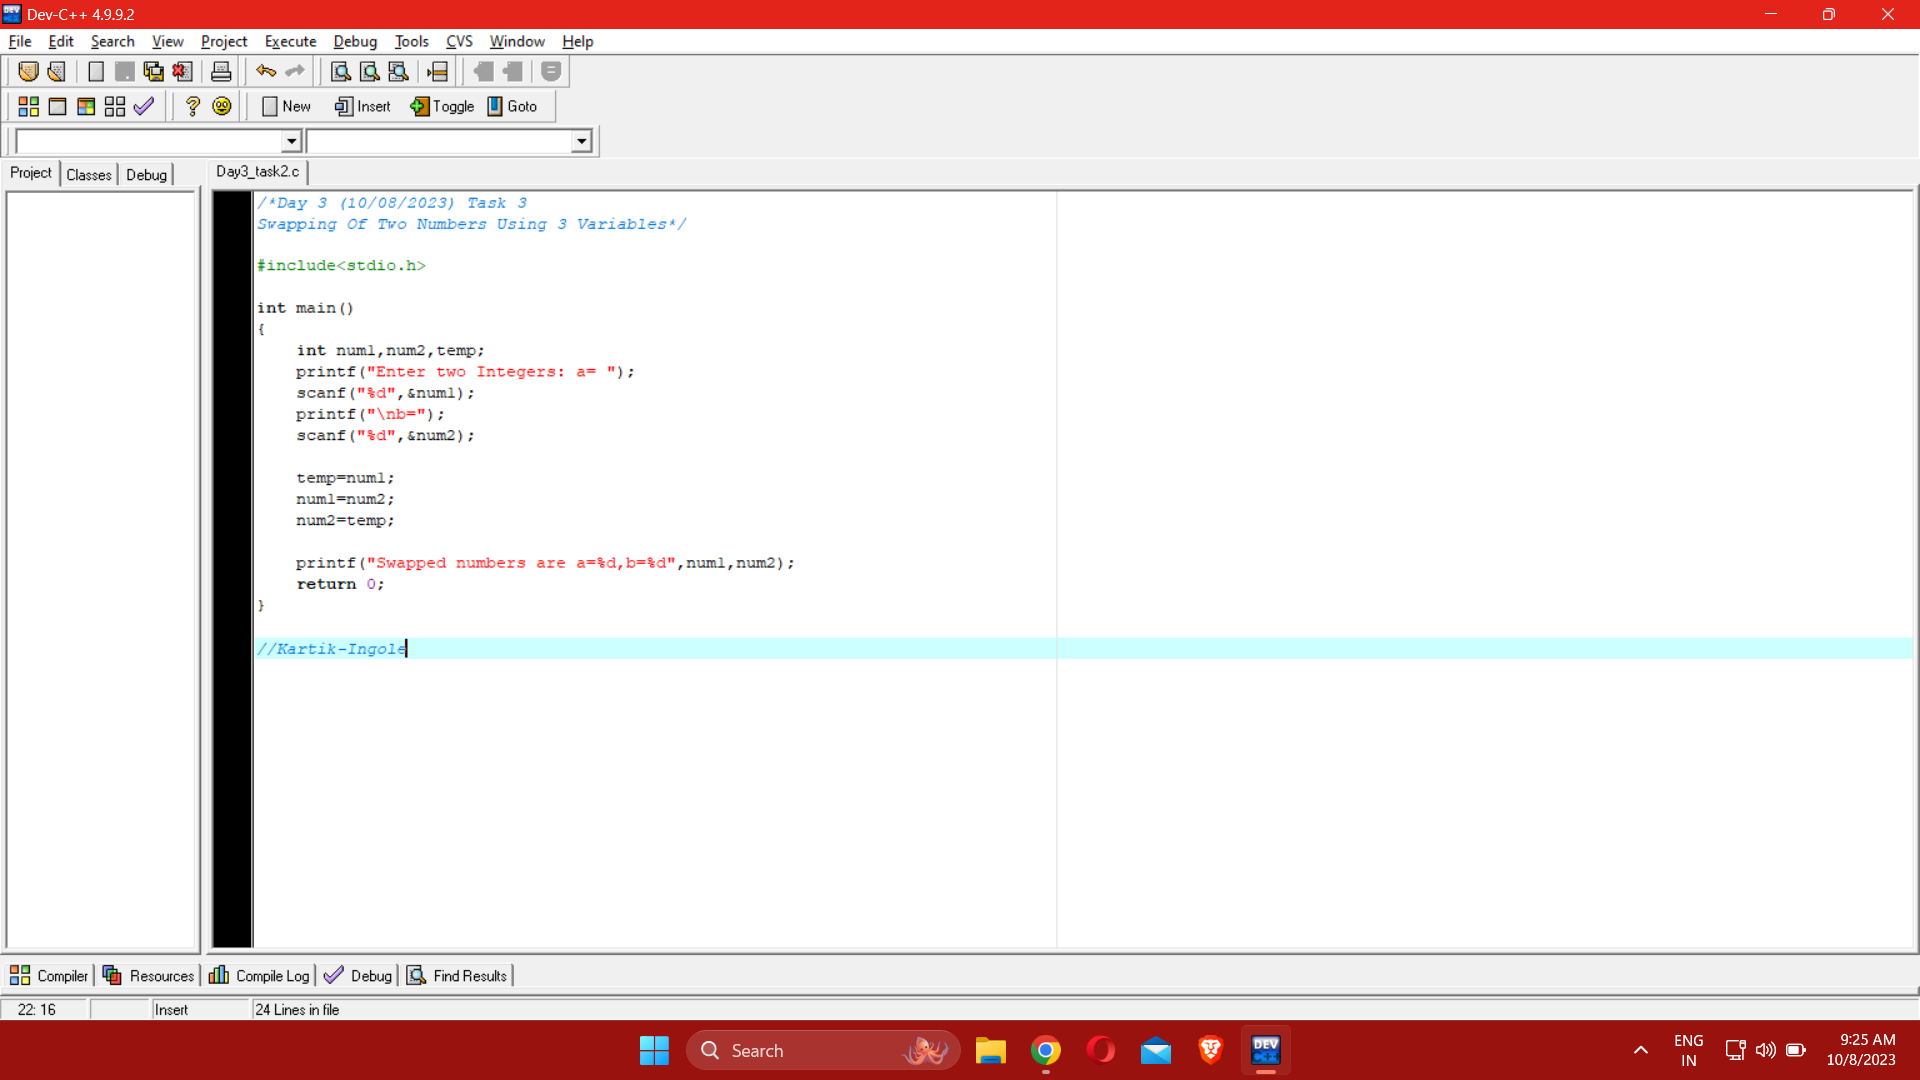 Dev-C++ 4.9.9.2
File Edit Search View Project Execute Debug Tools CVS Window Help
New Insert Toggle Goto
Project Classes Debug
Day3_task2.c
/*Day 3 (10/08/2023) Task 3
Swapping Of Two Numbers Using 3 Variables*/
#include<stdio.h>
int main()
{
int num1,num2,temp;
printf("Enter two Integers: a= ");
scanf("%d",&num1);
printf("\nb=");
scanf("%d",&num2);
temp=num1;
num1=num2;
num2=temp;
printf("Swapped numbers are a=%d,b=%d",num1,num2);
return 0;
}
//Kartik-Ingole
Compiler Resources Compile Log Debug Find Results
22: 16 Insert 24 Lines in file
Search
DEV C++
ENG
IN
9:25 AM
10/8/2023